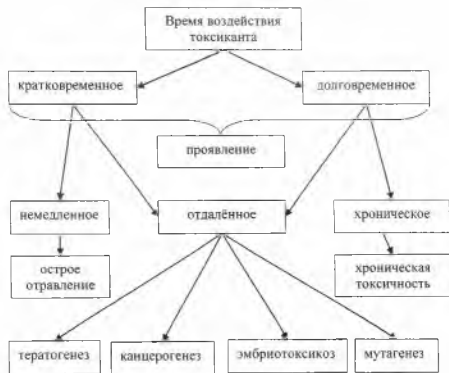 Время воздействия
токсиканта
кратковременное
долговременное
проявление
немедленное
отдалённое
хроническое
острое
отравление
хроническая
токсичность
тератогенез
канцерогенез
эмбриотоксикоз
мутагенез